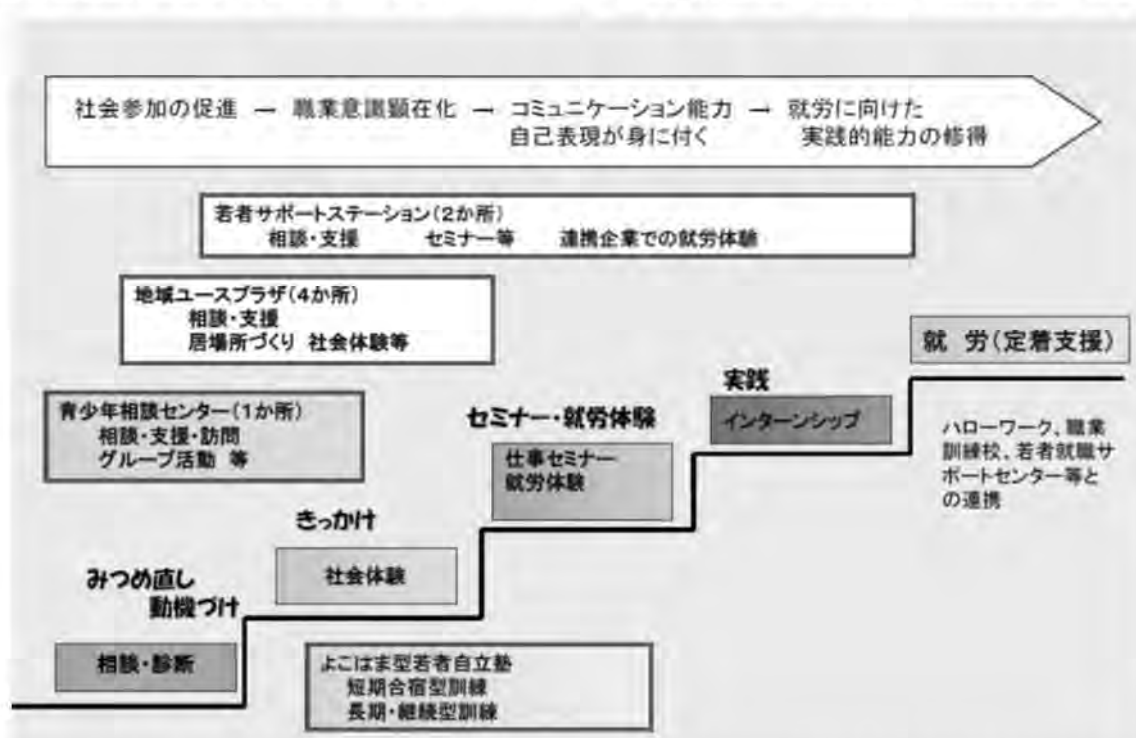 社会参加の促進 → 職業意識顕在化 → コミュニケーション能力 → 就労に向けた
自己表現が身に付く 実践的能力の修得
若者サポートステーション(2か所)
相談・支援 セミナー等 連携企業での就労体験
地域ユースプラザ(4か所)
相談・支援
居場所づくり 社会体験等
青少年相談センター(1か所)
相談・支援・訪問
グループ活動 等
みつめ直し
動機づけ
相談・診断
きっかけ
社会体験
セミナー・就労体験
仕事セミナー
就労体験
実践
インターンシップ
就 労(定着支援)
ハローワーク、職業
訓練校、若者就職サ
ポートセンター等と
の連携
よこはま型若者自立塾
短期合宿型訓練
長期・継続型訓練